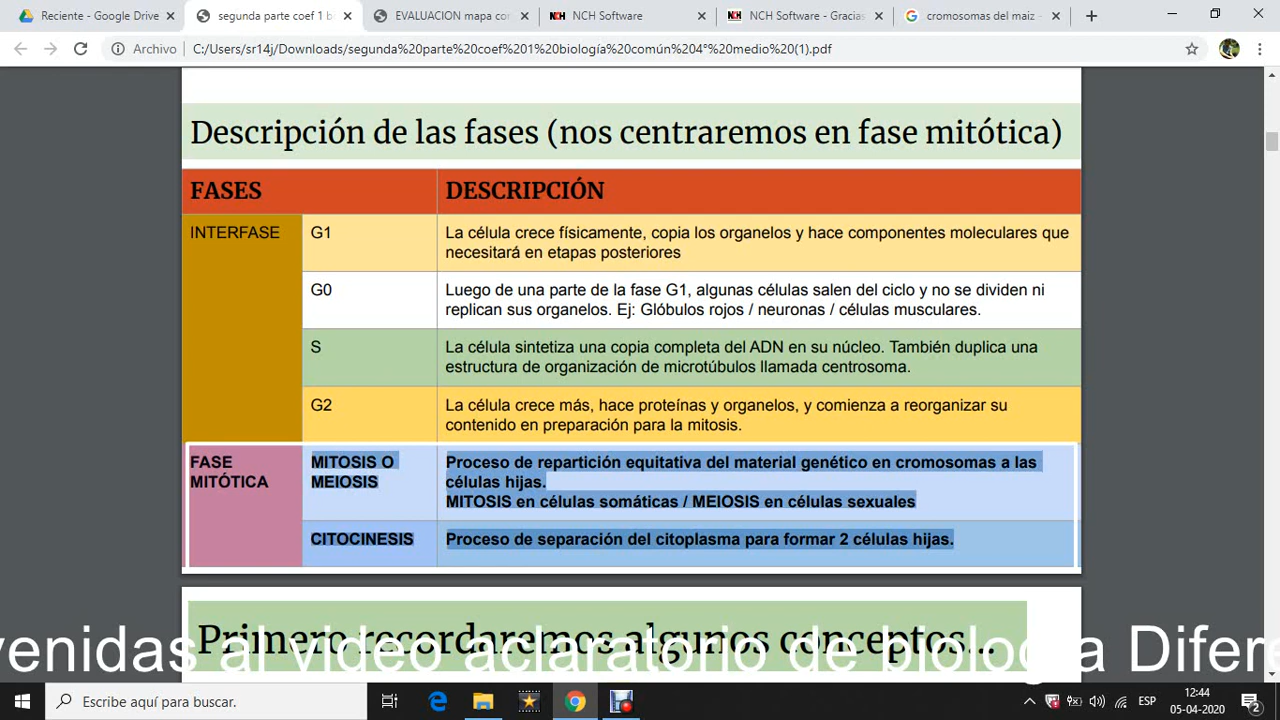 Reciente - Google Drive
segunda parte coef 1 b
EVALUACION mapa con
NCH Software
NCH Software - Gracias
cromosomas del maiz -
Archivo
C:/Users/sr14j/Downloads/segunda%20parte%20coef%201%20biología%20común%204°%20medio%20(1).pdf
Descripción de las fases (nos centraremos en fase mitótica)
FASES
DESCRIPCIÓN
INTERFASE
G1
La célula crece físicamente, copia los organelos y hace componentes moleculares que
necesitará en etapas posteriores
G0
Luego de una parte de la fase G1, algunas células salen del ciclo y no se dividen ni
replican sus organelos. Ej: Glóbulos rojos / neuronas / células musculares.
S
La célula sintetiza una copia completa del ADN en su núcleo. También duplica una
estructura de organización de microtúbulos llamada centrosoma.
G2
La célula crece más, hace proteínas y organelos, y comienza a reorganizar su
contenido en preparación para la mitosis.
FASE
MITÓTICA
MITOSIS O
MEIOSIS
Proceso de repartición equitativa del material genético en cromosomas a las
células hijas.
MITOSIS en células somáticas / MEIOSIS en células sexuales
CITOCINESIS
Proceso de separación del citoplasma para formar 2 células hijas.
Primero recordaremos algunos conceptos...
venidas al video aclaratorio de biología Difere
Escribe aquí para buscar.
ESP
12:44
05-04-2020
2